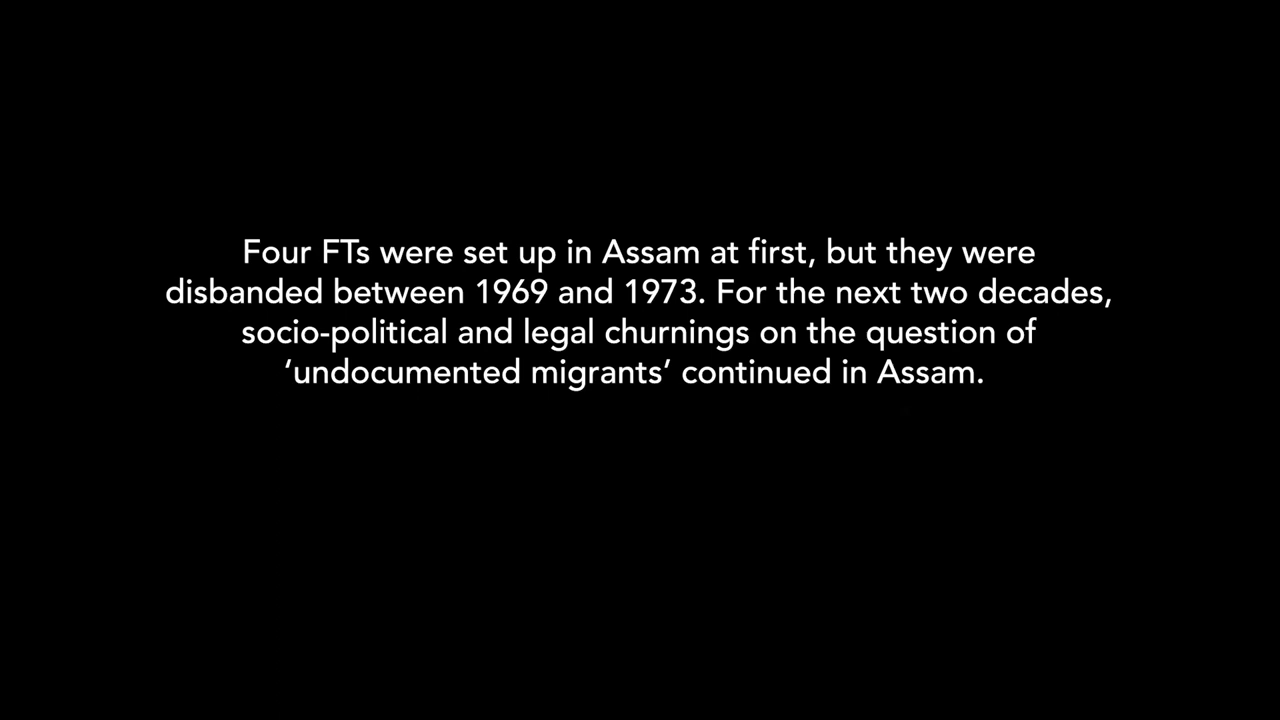 Four FTs were set up in Assam at first, but they were
disbanded between 1969 and 1973. For the next two decades,
socio-political and legal churnings on the question of
‘undocumented migrants’ continued in Assam.